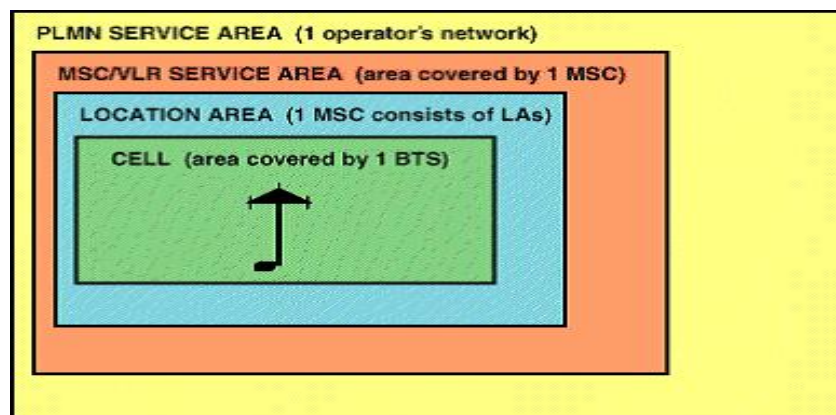 PLMN SERVICE AREA (1 operator's network)
MSC/VLR SERVICE AREA (area covered by 1 MSC)
LOCATION AREA (1 MSC consists of LAs)
CELL (area covered by 1 BTS)